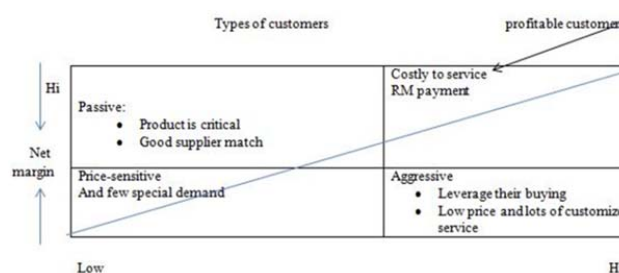 Types of customers
profitable customer
Hi
Costly to service
RM payment
Passive:
Product is critical
Good supplier match
Net
margin
Price-sensitive
And few special demand
Aggressive
Leverage their buying
Low price and lots of customize
service
Low
H